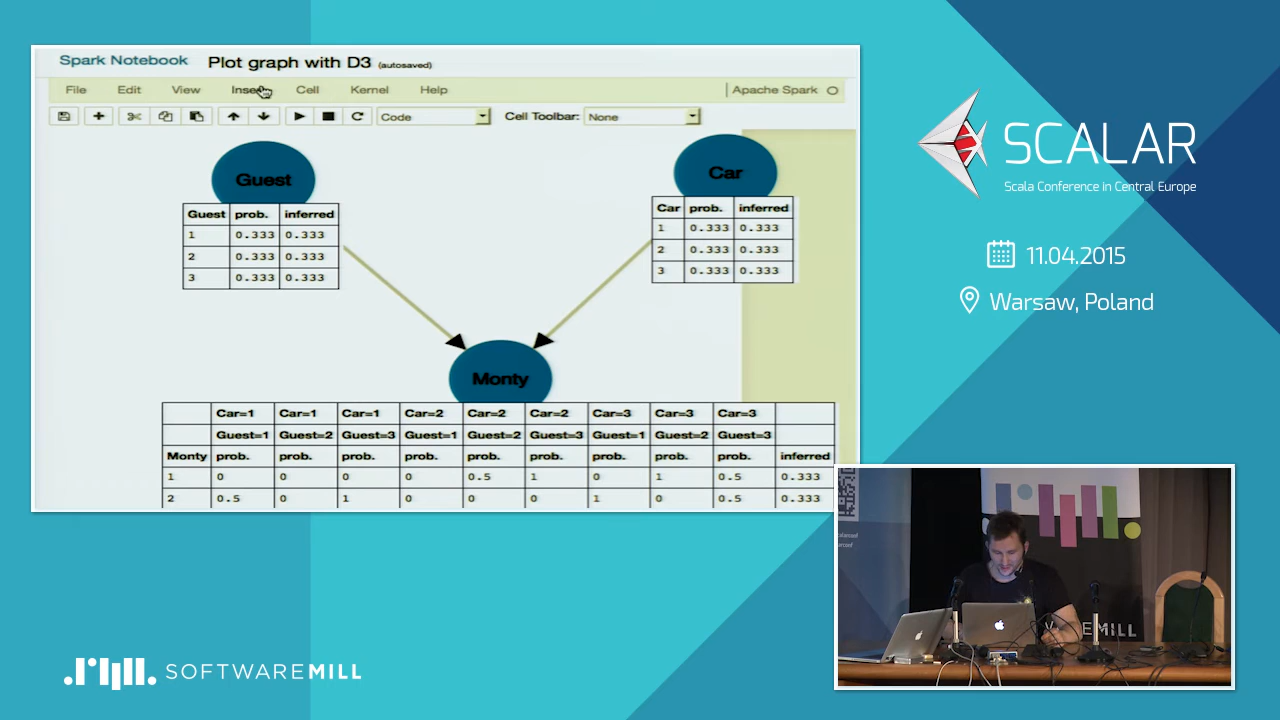 Spark Notebook Plot graph with D3 (autosaved)
File Edit View Insert Cell Kernel Help Apache Spark
Code Cell Toolbar: None
Guest
Guest prob. inferred
1 0.333 0.333
2 0.333 0.333
3 0.333 0.333
Car
Car prob. inferred
1 0.333 0.333
2 0.333 0.333
3 0.333 0.333
Monty
Car=1 Car=1 Car=1 Car=2 Car=2 Car=2 Car=3 Car=3 Car=3
Guest=1 Guest=2 Guest=3 Guest=1 Guest=2 Guest=3 Guest=1 Guest=2 Guest=3
Monty prob. prob. prob. prob. prob. prob. prob. prob. prob. inferred
1 0 0 0 0 0.5 1 0 1 0.5 0.333
2 0.5 0 1 0 0 0 1 0 0.5 0.333
SCALAR
Scala Conference in Central Europe
11.04.2015
Warsaw, Poland
SOFTWAREMILL